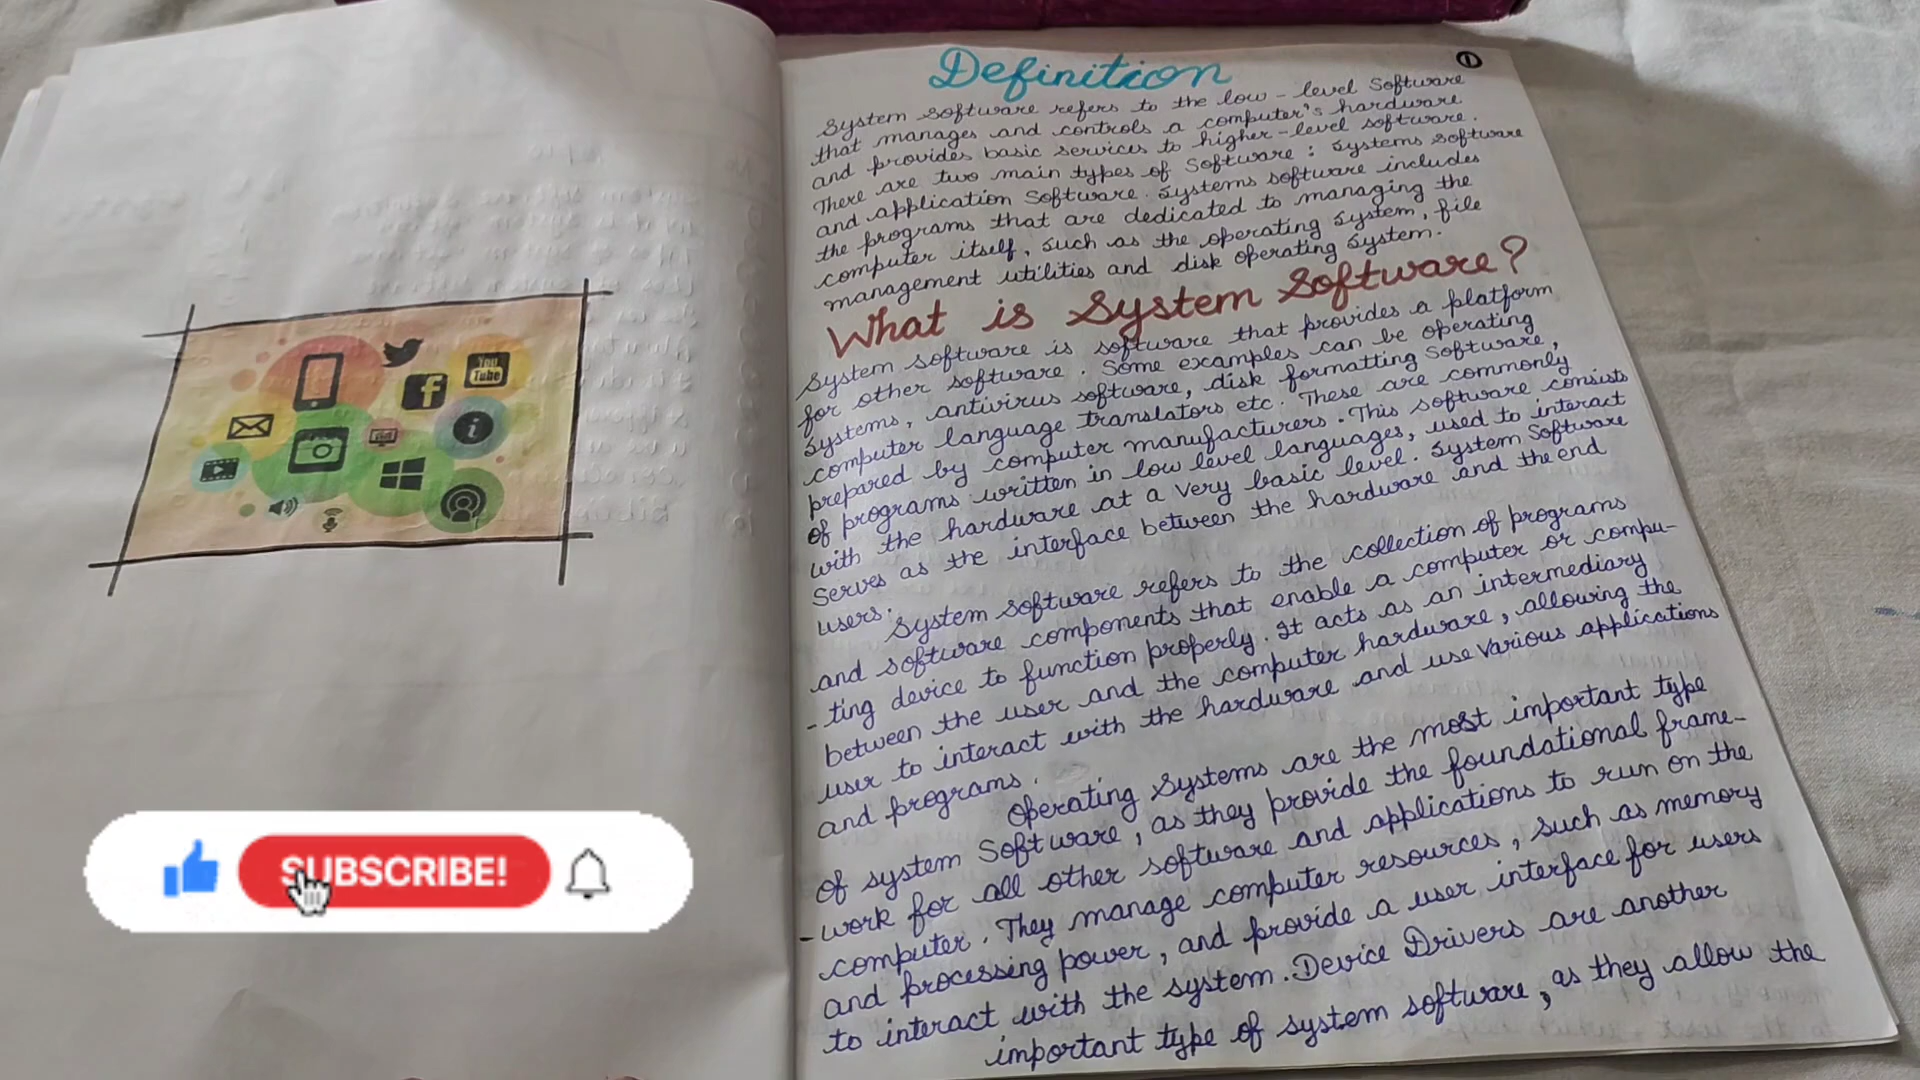 You
Tube
f
i
SUBSCRIBE!
Definition
1
System Software refers to the low-level Software
that manages and controls a computer's hardware
and provides basic services to higher-level software.
There are two main types of Software: Systems Software
and application Software. Systems software includes
the programs that are dedicated to managing the
computer itself, such as the operating system, file
management utilities and disk operating system.
What is System Software?
System software is software that provides a platform
for other software. Some examples can be operating
systems, antivirus software, disk formatting Software,
computer language translators etc. These are commonly
prepared by computer manufacturers. This software consists
of programs written in low level languages, used to interact
with the hardware at a very basic level. System Software
serves as the interface between the hardware and the end
users.
System software refers to the collection of programs
and software components that enable a computer or compu-
-ting device to function properly. It acts as an intermediary
between the user and the computer hardware, allowing the
user to interact with the hardware and use various applications
and programs.
Operating Systems are the most important type
of system Software, as they provide the foundational frame-
-work for all other software and applications to run on the
computer. They manage computer resources, such as memory
and processing power, and provide a user interface for users
to interact with the system. Device Drivers are another
important type of system software, as they allow the